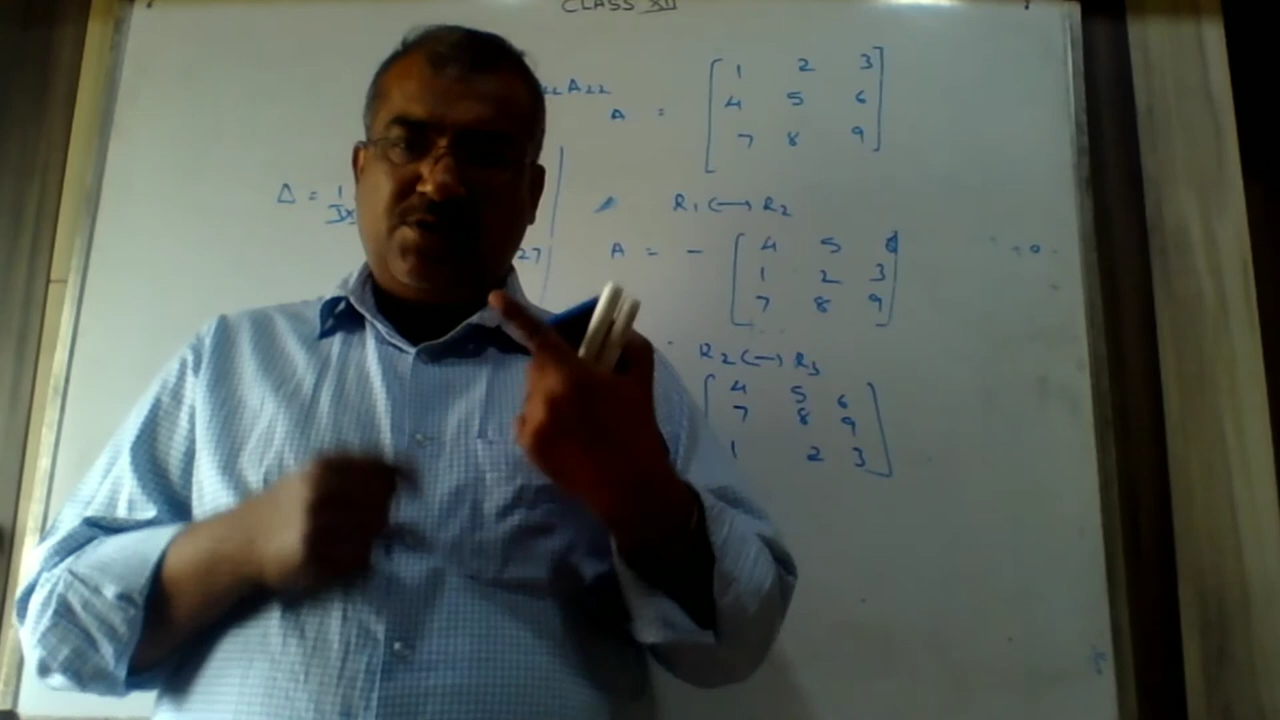 CLASS XII
A22
Δ = 1
27
A =
1 2 3
4 5 6
7 8 9
R1 ⟷ R2
A = -
4 5 6
1 2 3
7 8 9
= 0
R2 ⟷ R3
4 5 6
7 8 9
1 2 3